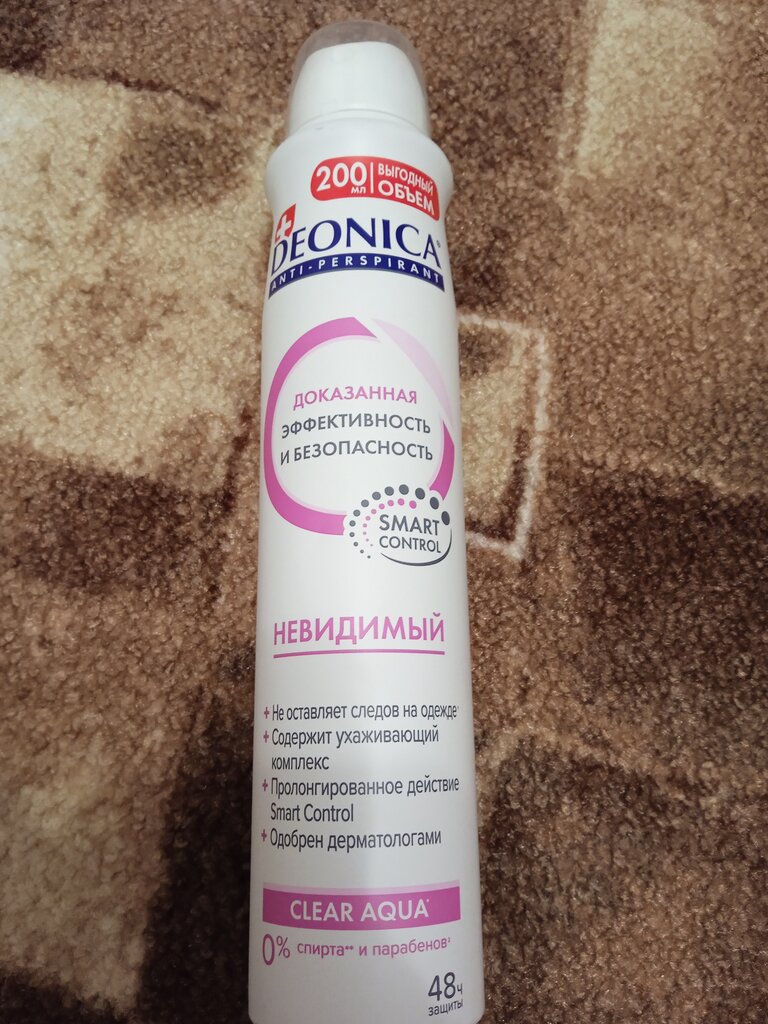 200 мл ВЫГОДНЫЙ
ОБЪЕМ
DEONICA®
ANTI-PERSPIRANT
ДОКАЗАННАЯ
ЭФФЕКТИВНОСТЬ
И БЕЗОПАСНОСТЬ
SMART
CONTROL
НЕВИДИМЫЙ
+ Не оставляет следов на одежде
+ Содержит ухаживающий
комплекс
+ Пролонгированное действие
Smart Control
+ Одобрен дерматологами
CLEAR AQUA*
0% спирта** и парабенов²
48ч
защиты